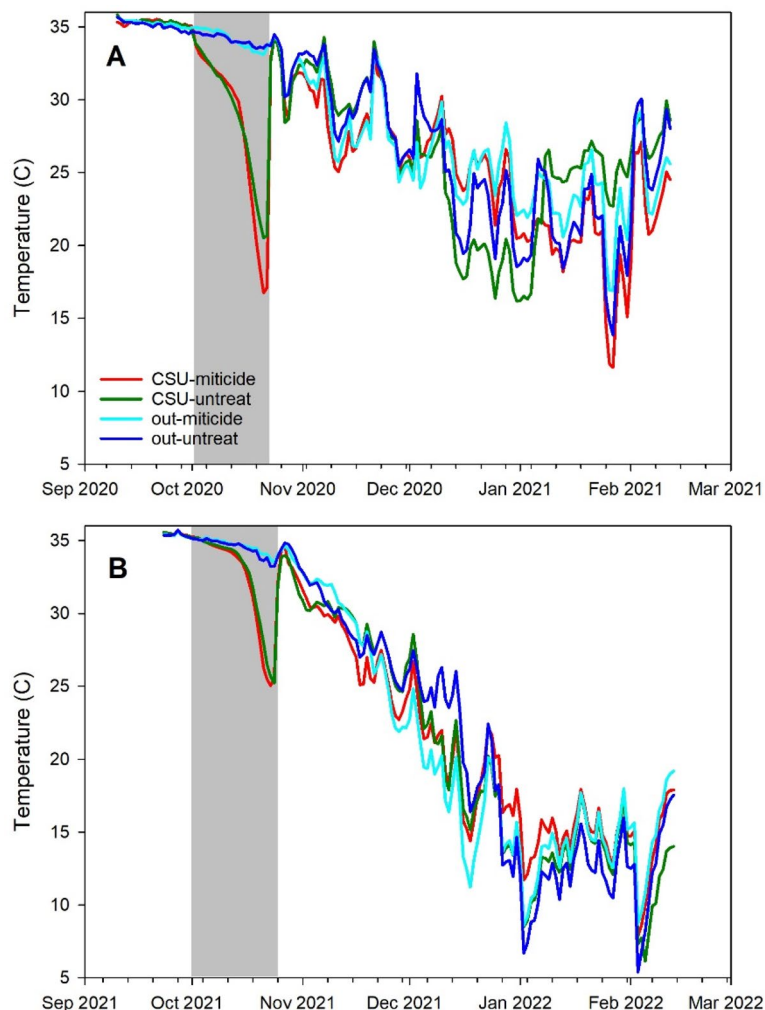 35
A
30
Temperature (C)
25
20
15
CSU-miticide
CSU-untreat
10
out-miticide
out-untreat
5
Sep 2020 Oct 2020 Nov 2020 Dec 2020 Jan 2021 Feb 2021 Mar 2021
35
B
30
Temperature (C)
25
20
15
10
5
Sep 2021 Oct 2021 Nov 2021 Dec 2021 Jan 2022 Feb 2022 Mar 2022